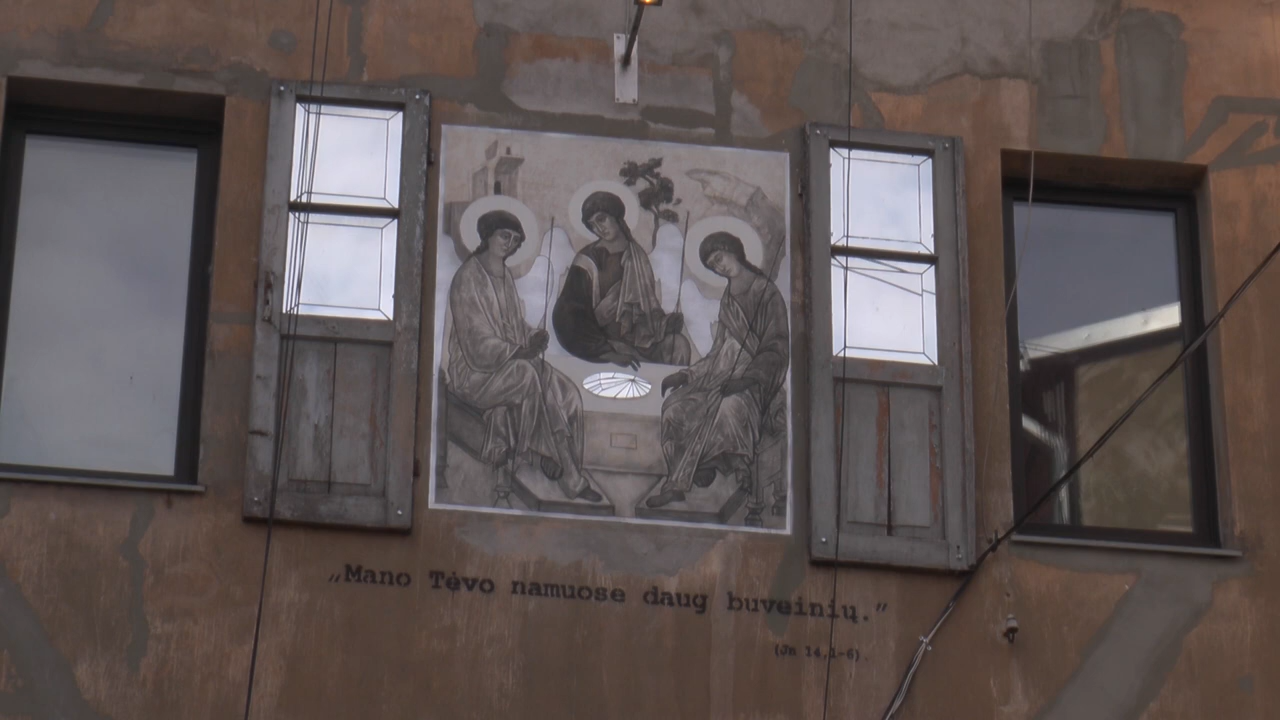 „Mano Tėvo namuose daug buveinių.”
(Jn 14,1-6).